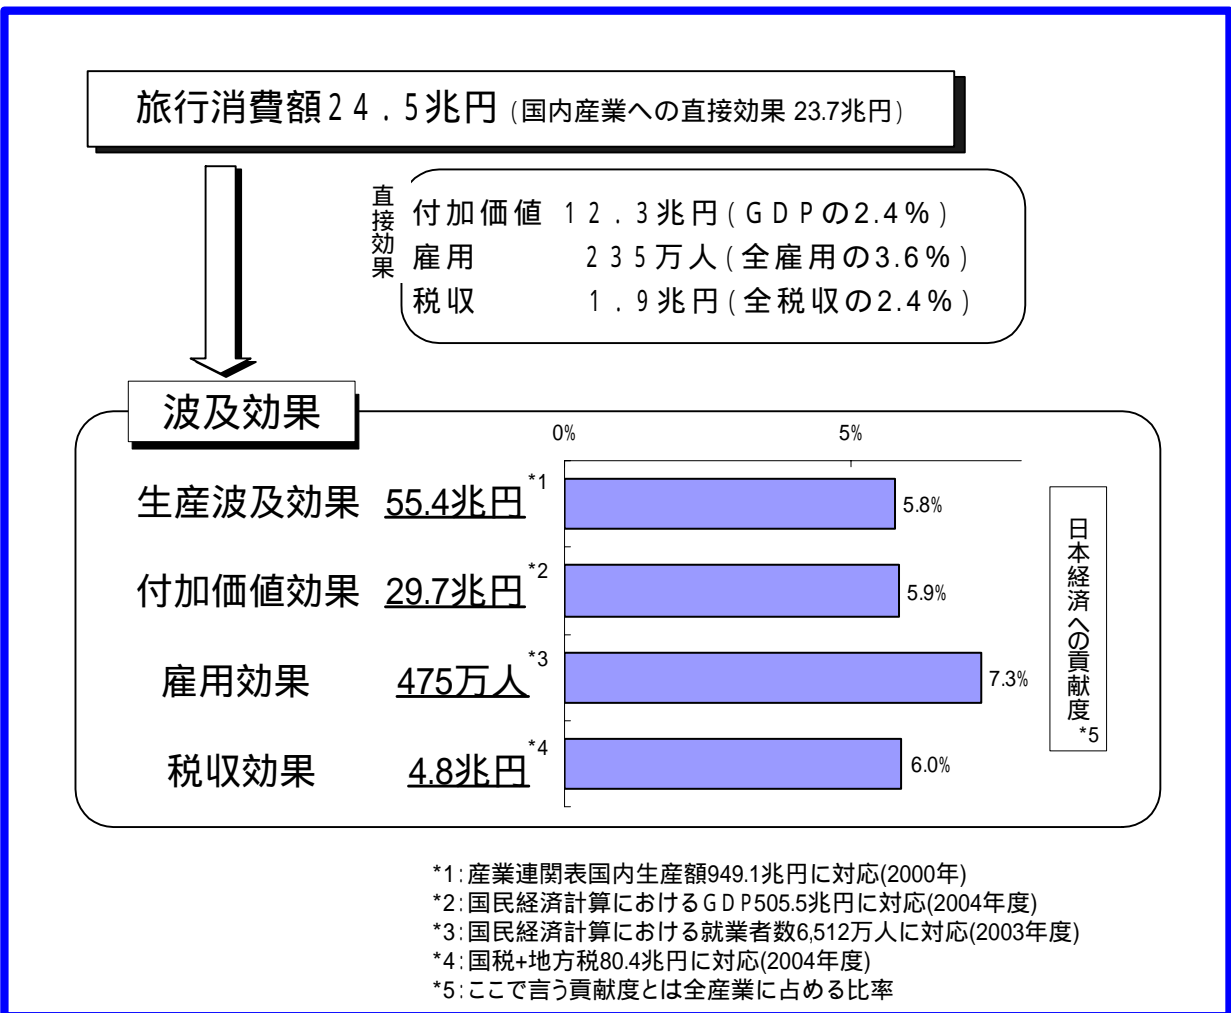 旅行消費額24.5兆円 (国内産業への直接効果 23.7兆円)
直接効果
付加価値 12.3兆円(GDPの2.4%)
雇用 235万人(全雇用の3.6%)
税収 1.9兆円(全税収の2.4%)
波及効果
0% 5%
生産波及効果 55.4兆円*1 5.8%
付加価値効果 29.7兆円*2 5.9%
雇用効果 475万人*3 7.3%
税収効果 4.8兆円*4 6.0%
日本経済への貢献度*5
*1:産業連関表国内生産額949.1兆円に対応(2000年)
*2:国民経済計算におけるGDP505.5兆円に対応(2004年度)
*3:国民経済計算における就業者数6,512万人に対応(2003年度)
*4:国税+地方税80.4兆円に対応(2004年度)
*5:ここで言う貢献度とは全産業に占める比率